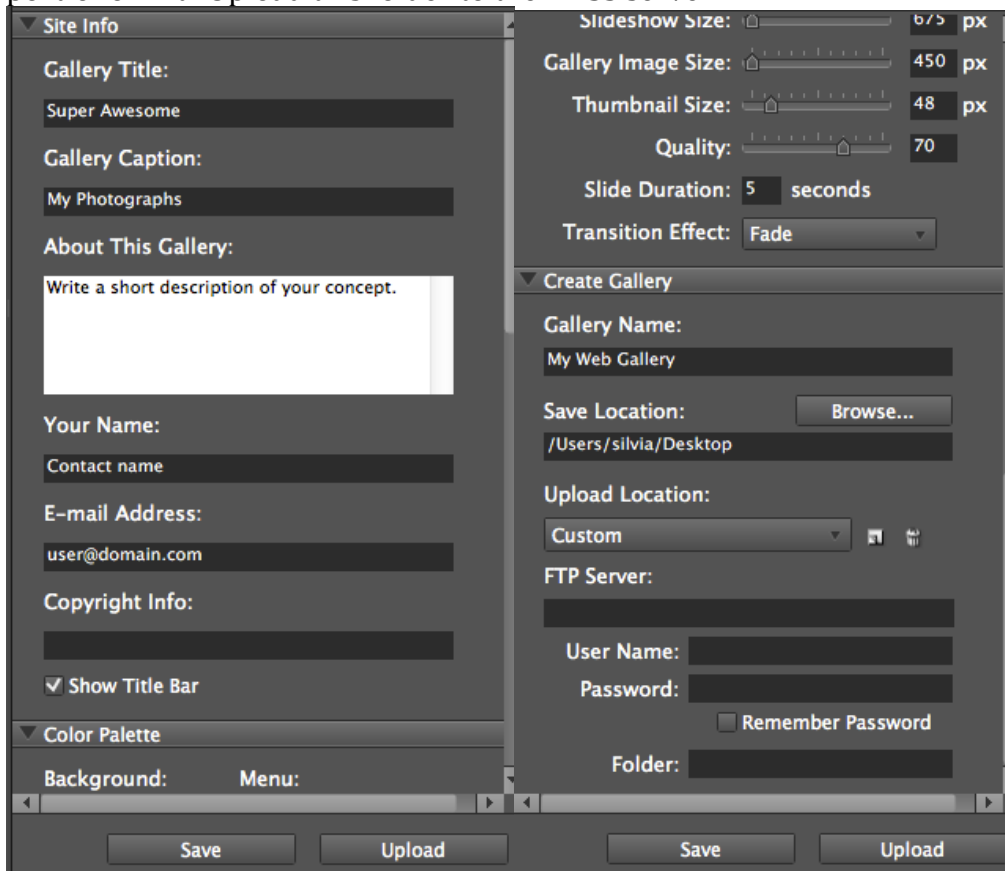 Site Info
Gallery Title:
Super Awesome
Gallery Caption:
My Photographs
About This Gallery:
Write a short description of your concept.
Your Name:
Contact name
E-mail Address:
user@domain.com
Copyright Info:
Show Title Bar
Color Palette
Background: Menu:
Save Upload
Slideshow Size: 675 px
Gallery Image Size: 450 px
Thumbnail Size: 48 px
Quality: 70
Slide Duration: 5 seconds
Transition Effect: Fade
Create Gallery
Gallery Name:
My Web Gallery
Save Location: Browse...
/Users/silvia/Desktop
Upload Location:
Custom
FTP Server:
User Name:
Password:
Remember Password
Folder:
Save Upload